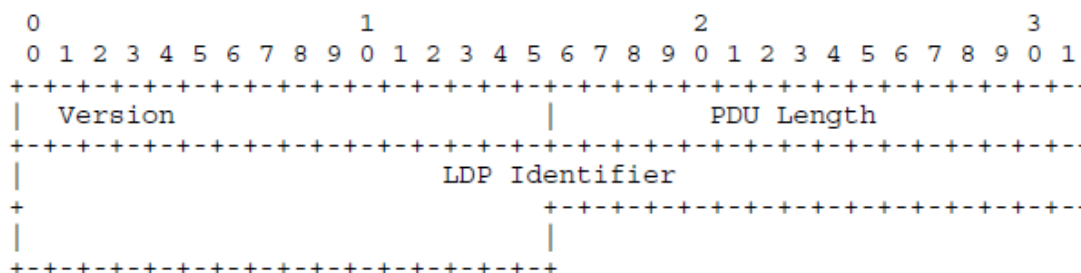 0                   1                   2                   3
0 1 2 3 4 5 6 7 8 9 0 1 2 3 4 5 6 7 8 9 0 1 2 3 4 5 6 7 8 9 0 1
+-+-+-+-+-+-+-+-+-+-+-+-+-+-+-+-+-+-+-+-+-+-+-+-+-+-+-+-+-+-+-+-
|  Version                      |         PDU Length
+-+-+-+-+-+-+-+-+-+-+-+-+-+-+-+-+-+-+-+-+-+-+-+-+-+-+-+-+-+-+-+-
|                         LDP Identifier
+                               +-+-+-+-+-+-+-+-+-+-+-+-+-+-+-+-
|                               |
+-+-+-+-+-+-+-+-+-+-+-+-+-+-+-+-+